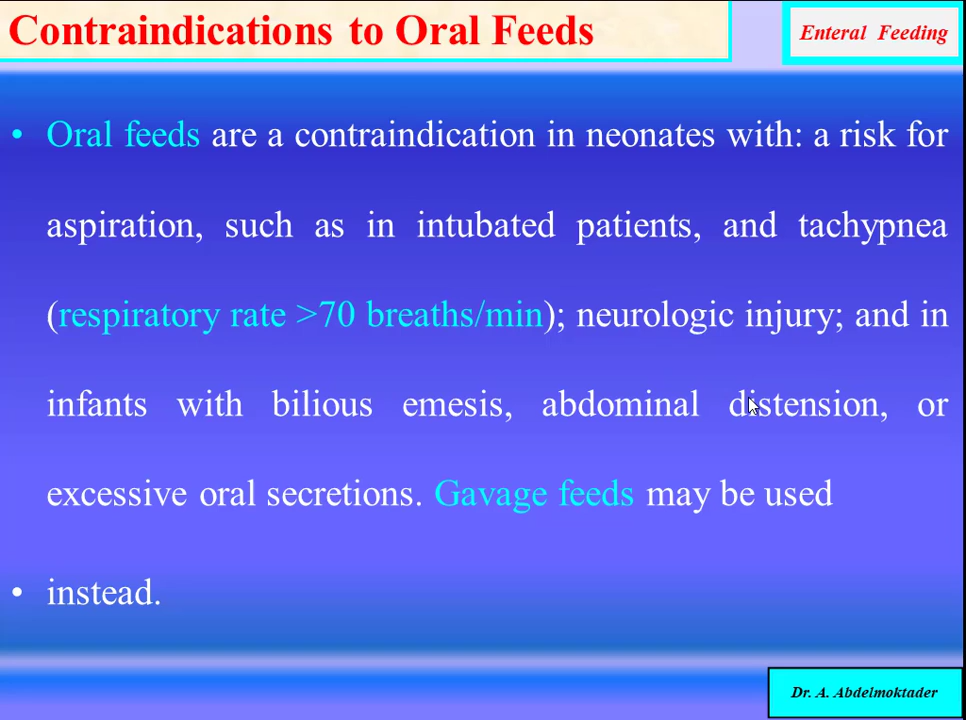 Contraindications to Oral Feeds
Enteral Feeding
• Oral feeds are a contraindication in neonates with: a risk for
aspiration, such as in intubated patients, and tachypnea
(respiratory rate >70 breaths/min); neurologic injury; and in
infants with bilious emesis, abdominal distension, or
excessive oral secretions. Gavage feeds may be used
• instead.
Dr. A. Abdelmoktader